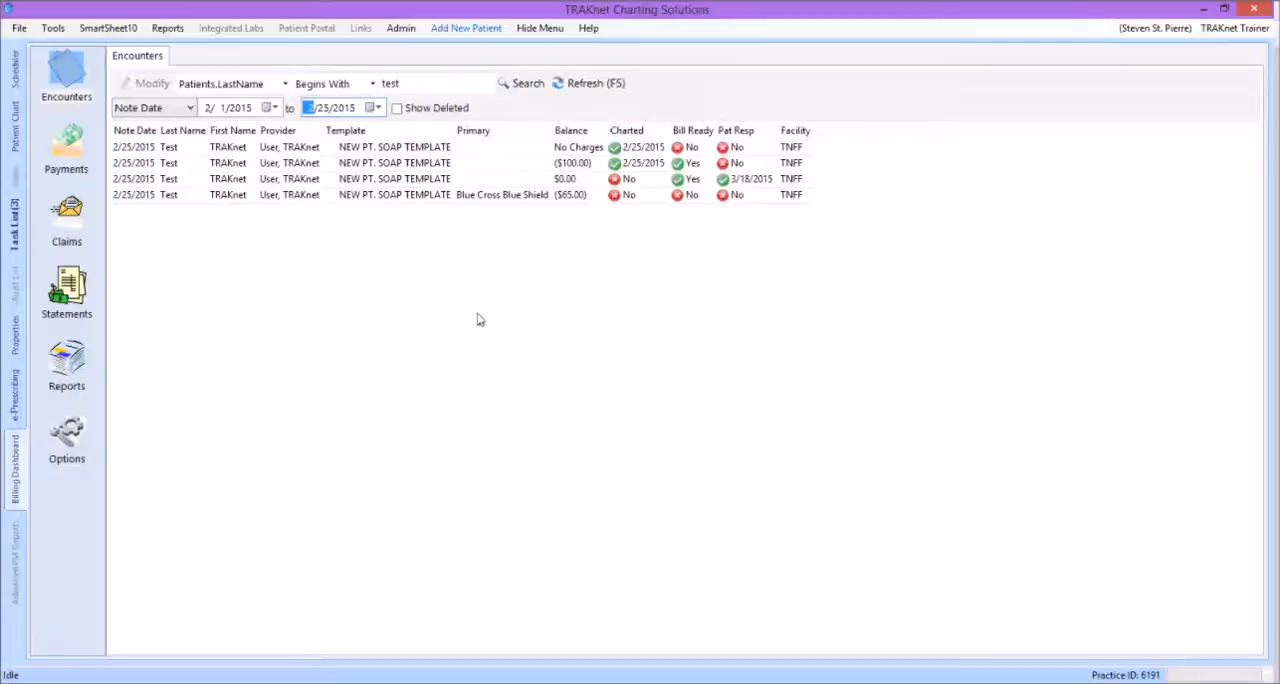 TRAKnet Charting Solutions
File Tools SmartSheet10 Reports Integrated Labs Patient Portal Links Admin Add New Patient Hide Menu Help (Steven St. Pierre) TRAKnet Trainer
Scheduler
Patient Chart
Task List(3)
Audit List
Properties
e-Prescribing
Billing Dashboard
Advanced PM Reports
Encounters
Payments
Claims
Statements
Reports
Options
Encounters
Modify Patients.LastName Begins With test Search Refresh (F5)
Note Date 2/ 1/2015 to 2/25/2015 Show Deleted
Note Date Last Name First Name Provider Template Primary Balance Charted Bill Ready Pat Resp Facility
2/25/2015 Test TRAKnet User, TRAKnet NEW PT. SOAP TEMPLATE No Charges 2/25/2015 No No TNFF
2/25/2015 Test TRAKnet User, TRAKnet NEW PT. SOAP TEMPLATE ($100.00) 2/25/2015 Yes No TNFF
2/25/2015 Test TRAKnet User, TRAKnet NEW PT. SOAP TEMPLATE $0.00 No Yes 3/18/2015 TNFF
2/25/2015 Test TRAKnet User, TRAKnet NEW PT. SOAP TEMPLATE Blue Cross Blue Shield ($65.00) No No No TNFF
Idle Practice ID: 6191